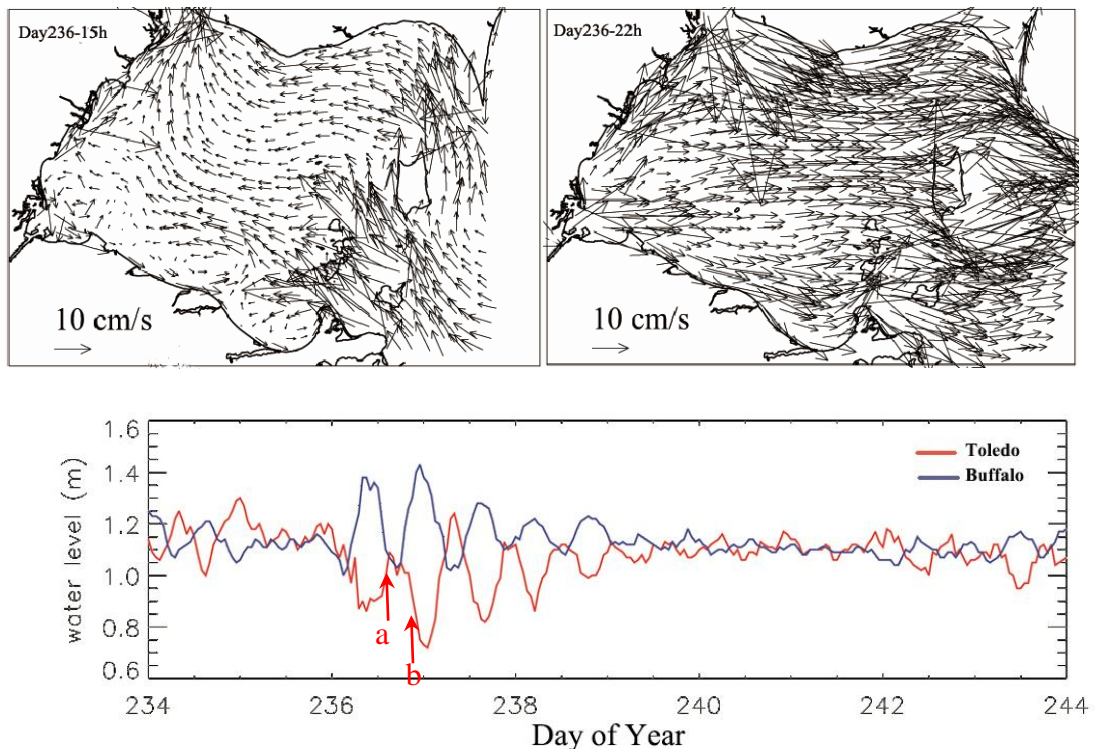 Day236-15h
Day236-22h
10 cm/s
10 cm/s
1.6
1.4
1.2
1.0
0.8
0.6
water level (m)
Toledo
Buffalo
a
b
234
236
238
240
242
244
Day of Year